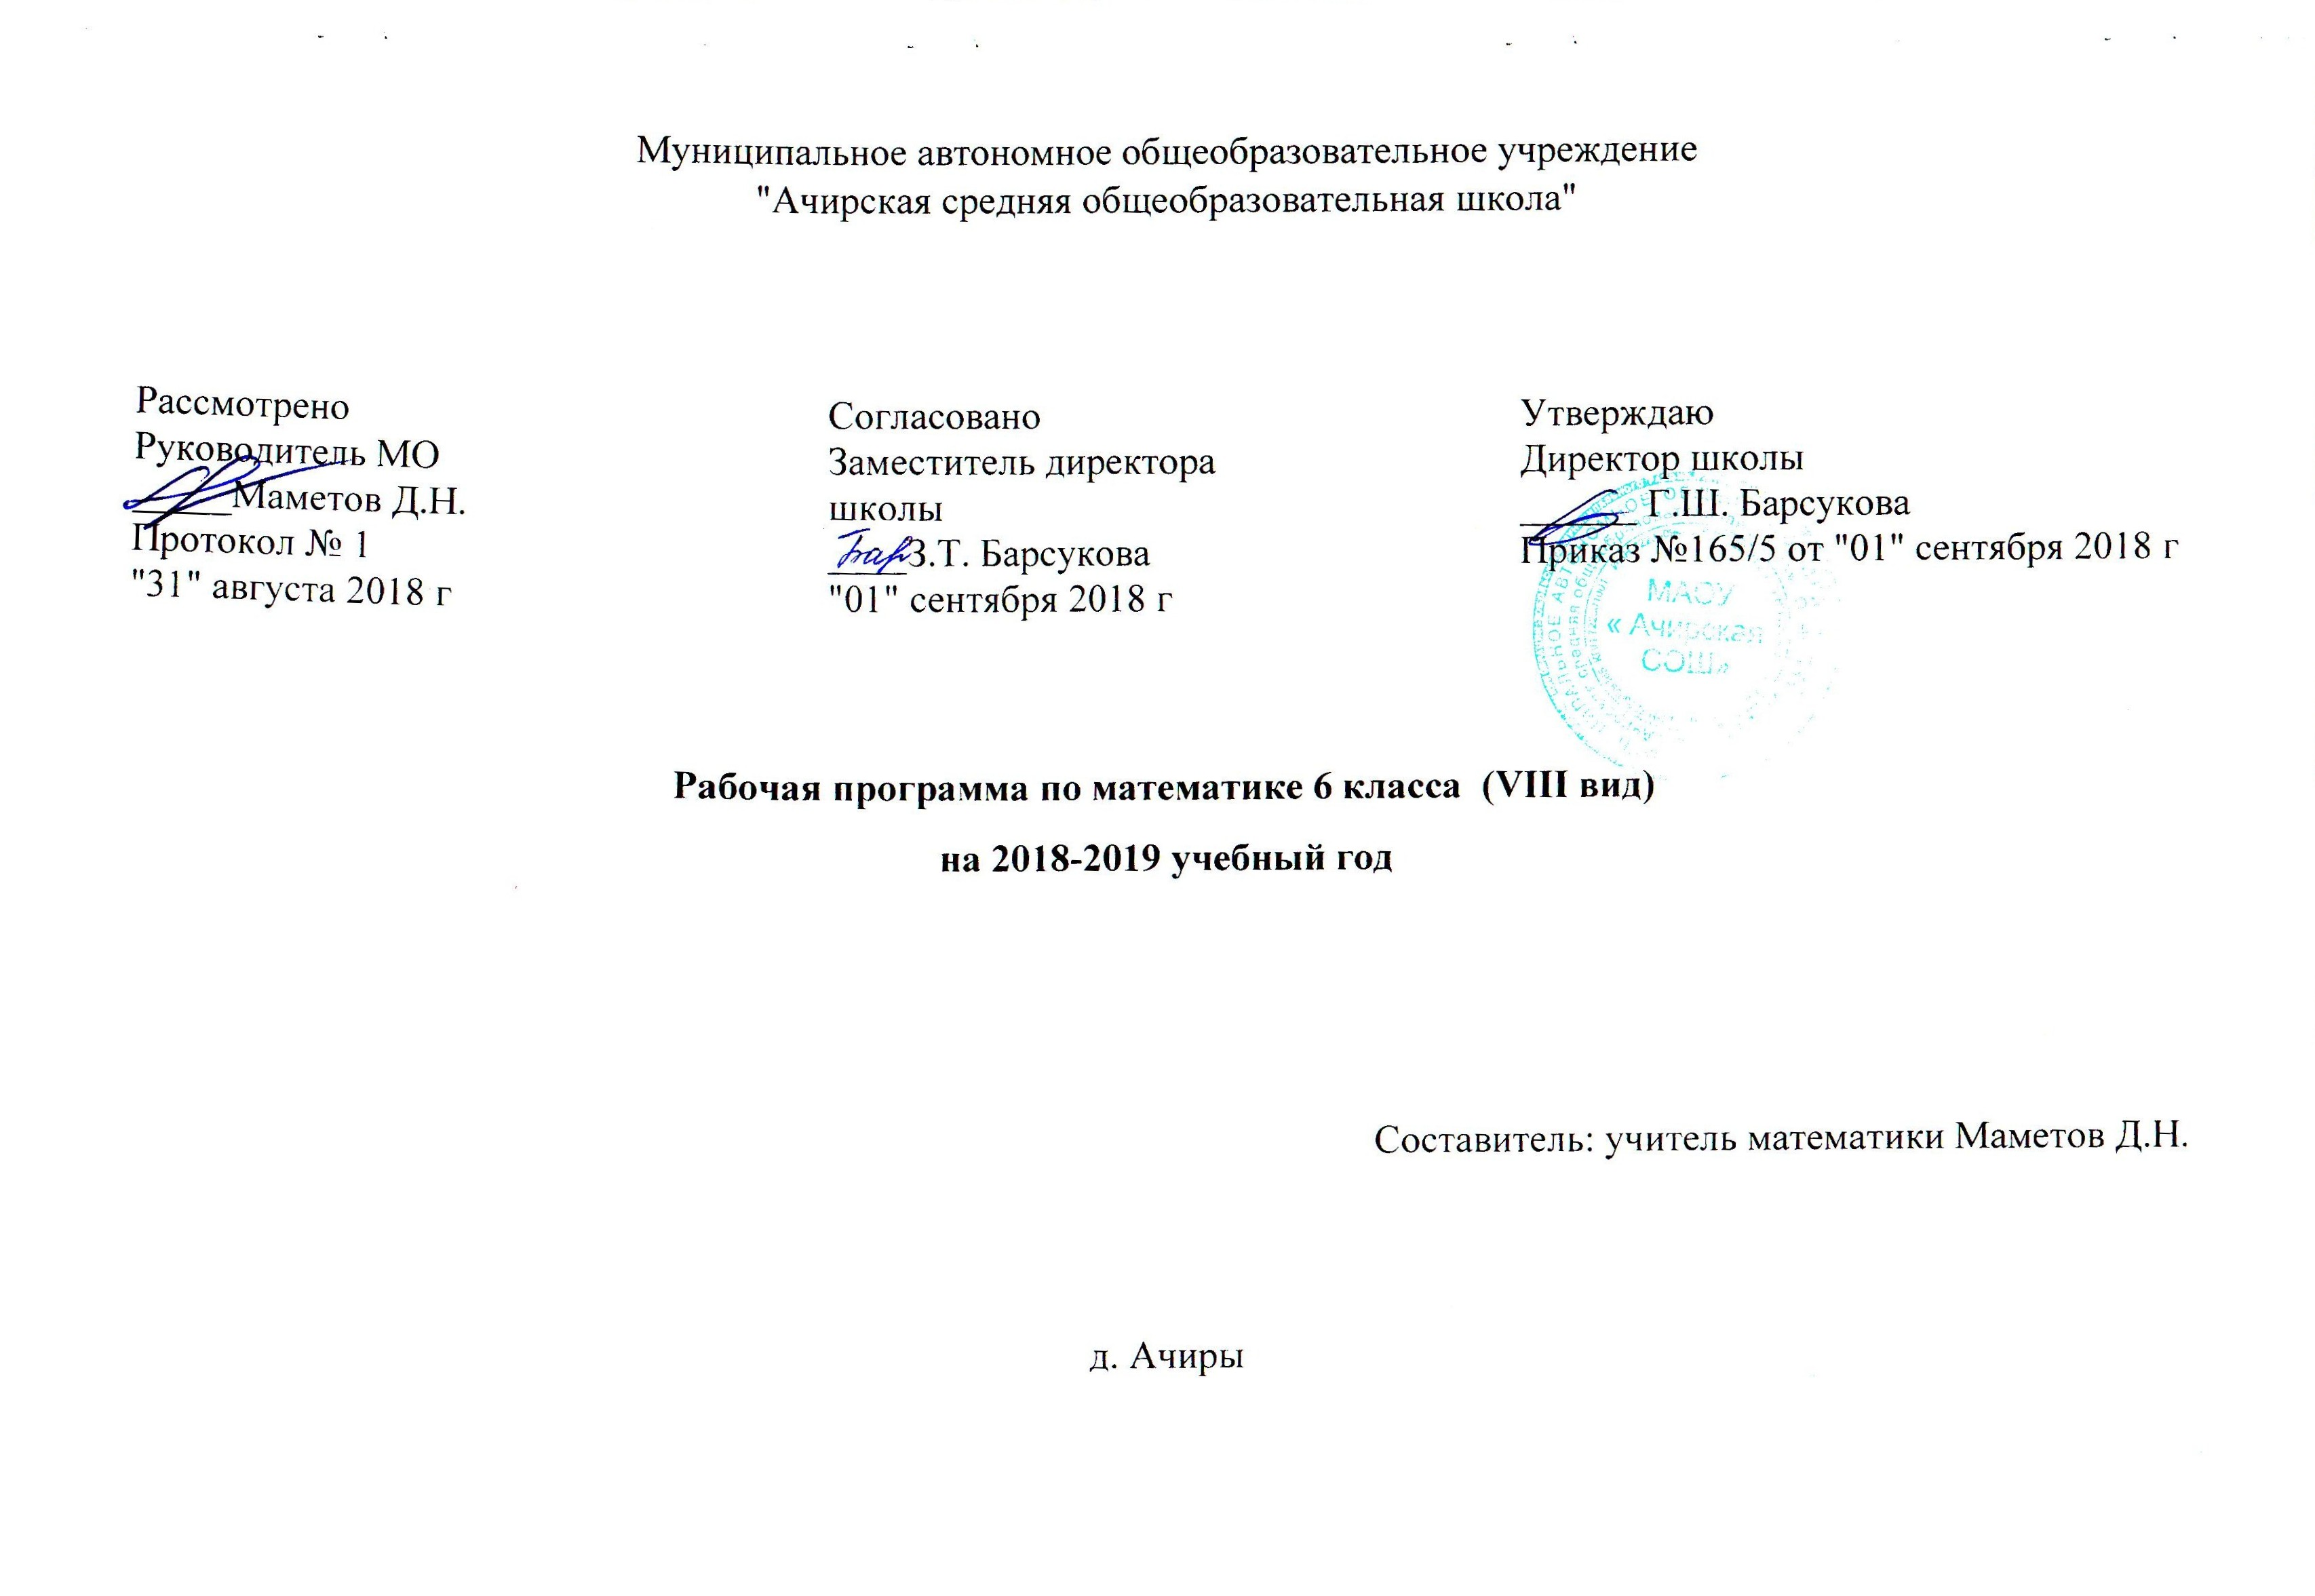 Муниципальное автономное общеобразовательное учреждение
"Ачирская средняя общеобразовательная школа"
Рассмотрено
Руководитель МО
______Маметов Д.Н.
Протокол № 1
"31" августа 2018 г
Согласовано
Заместитель директора
школы
Бар З.Т. Барсукова
"01" сентября 2018 г
Утверждаю
Директор школы
______ Г.Ш. Барсукова
Приказ №165/5 от "01" сентября 2018 г
МАОУ
« Ачирская
СОШ»
Рабочая программа по математике 6 класса (VIII вид)
на 2018-2019 учебный год
Составитель: учитель математики Маметов Д.Н.
д. Ачиры